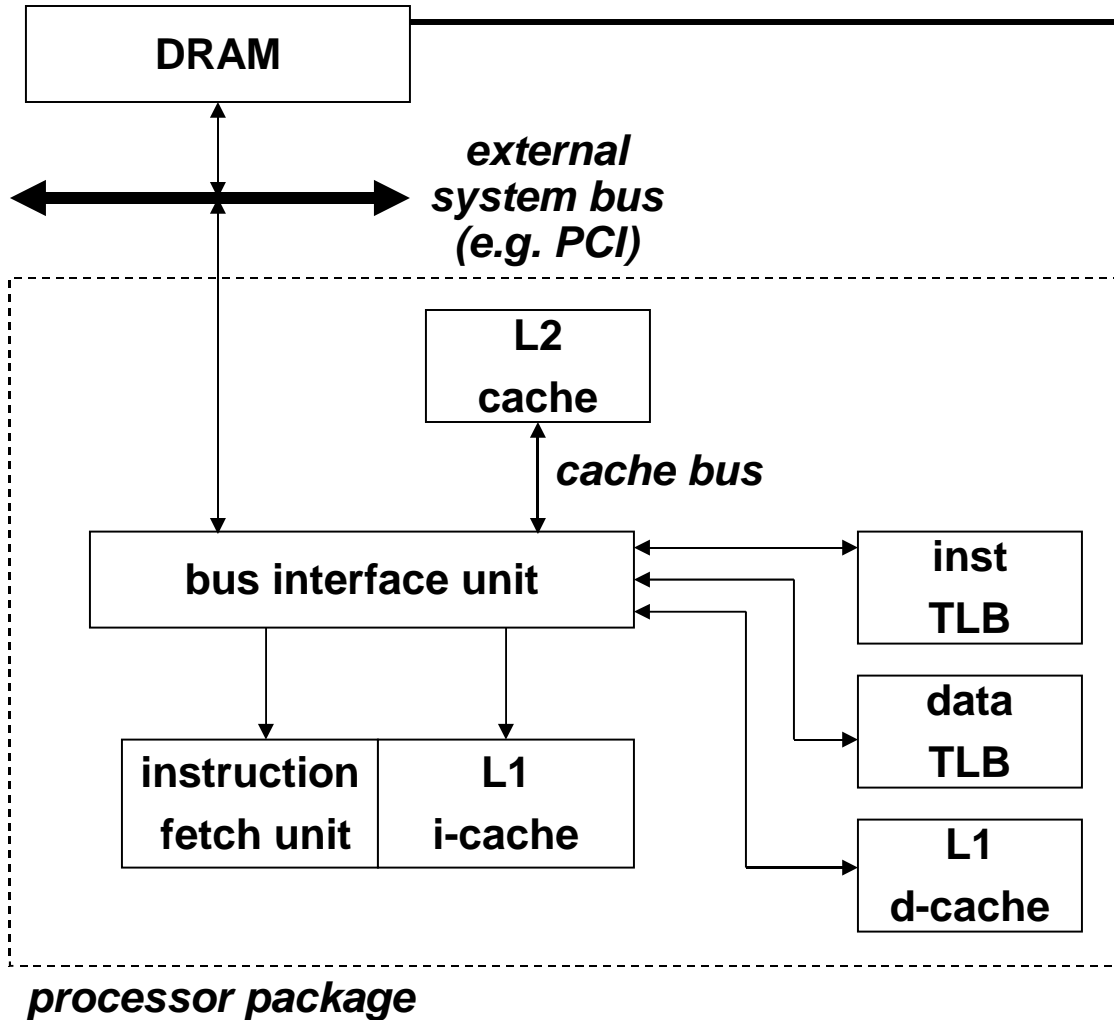 DRAM
external
system bus
(e.g. PCI)
L2
cache
cache bus
bus interface unit
inst
TLB
data
TLB
instruction
fetch unit
L1
i-cache
L1
d-cache
processor package